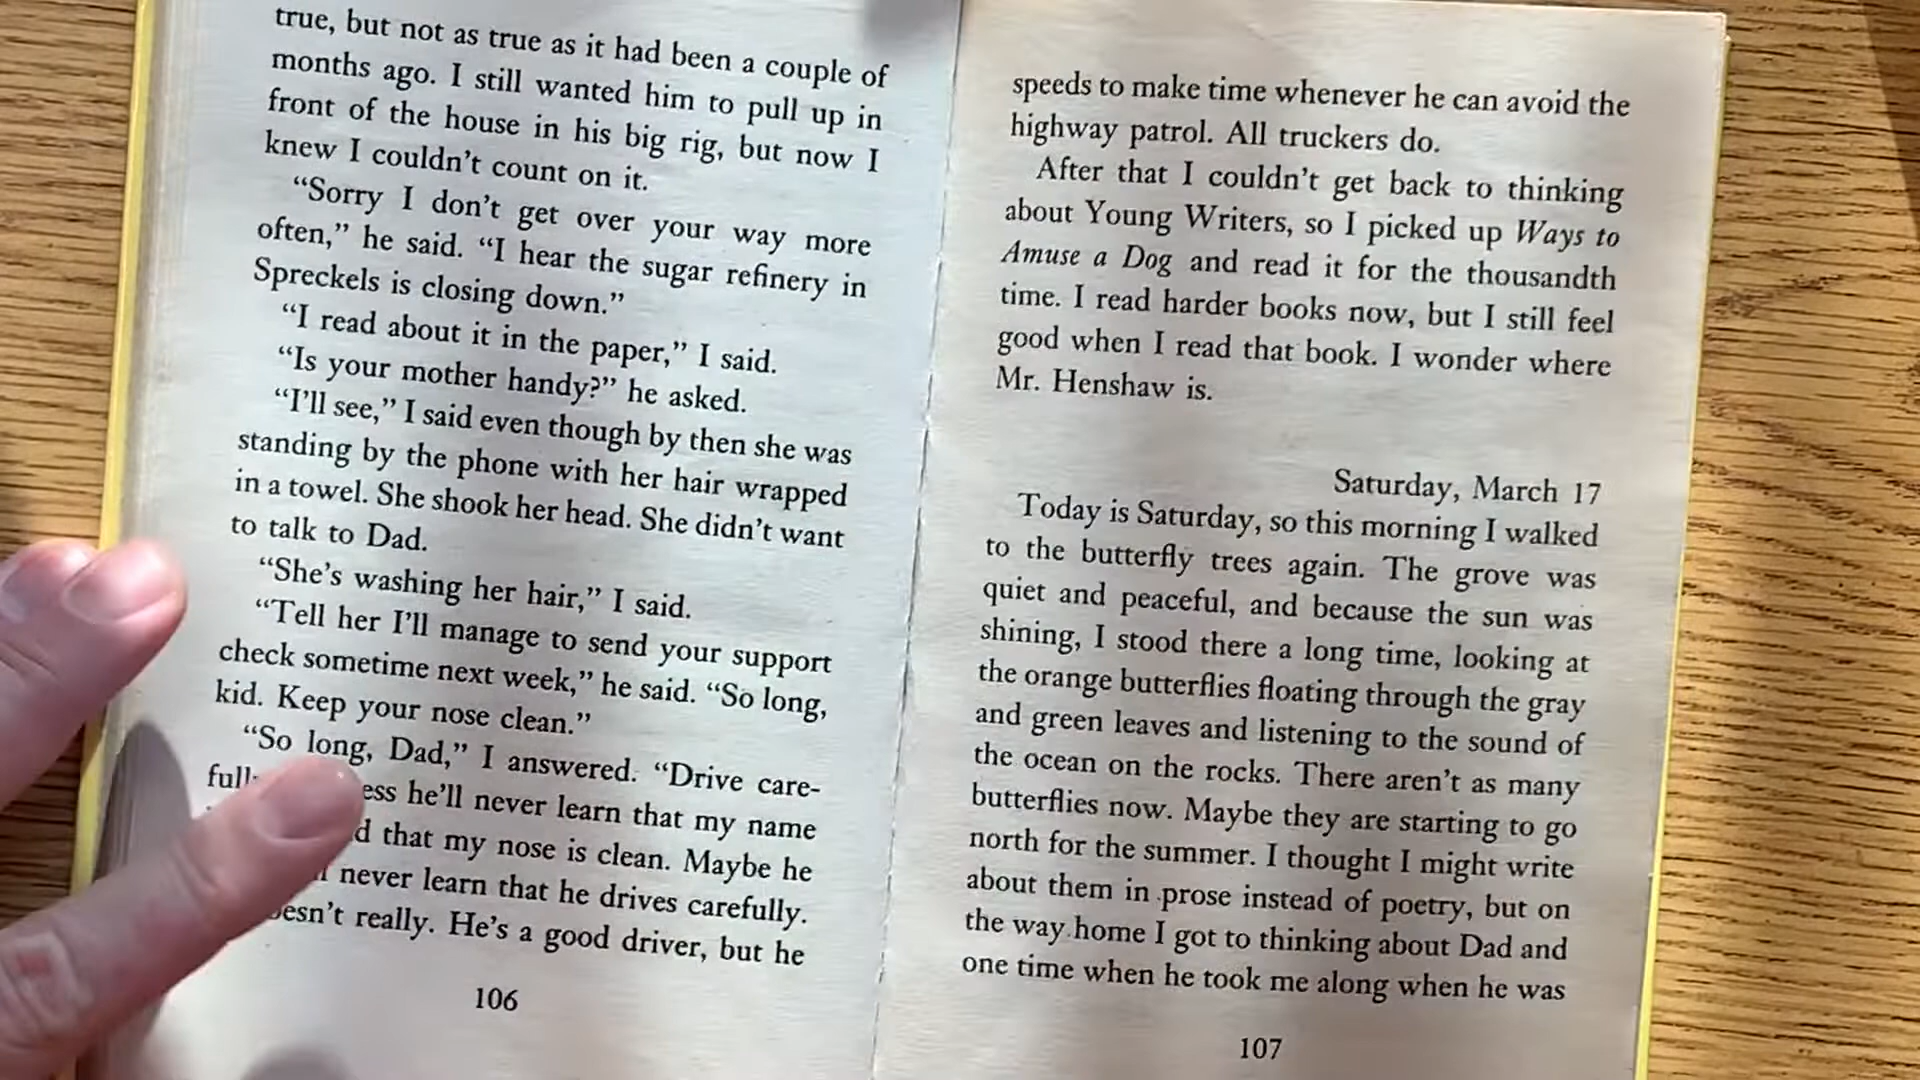 true, but not as true as it had been a couple of
months ago. I still wanted him to pull up in
front of the house in his big rig, but now I
knew I couldn't count on it.
“Sorry I don't get over your way more
often,” he said. “I hear the sugar refinery in
Spreckels is closing down.”
“I read about it in the paper,” I said.
“Is your mother handy?” he asked.
“I'll see,” I said even though by then she was
standing by the phone with her hair wrapped
in a towel. She shook her head. She didn't want
to talk to Dad.
“She's washing her hair,” I said.
“Tell her I'll manage to send your support
check sometime next week,” he said. “So long,
kid. Keep your nose clean.”
“So long, Dad,” I answered. “Drive care-
he'll never learn that my name
that my nose is clean. Maybe he
never learn that he drives carefully.
really. He's a good driver, but he
106
speeds to make time whenever he can avoid the
highway patrol. All truckers do.
After that I couldn't get back to thinking
about Young Writers, so I picked up Ways to
Amuse a Dog and read it for the thousandth
time. I read harder books now, but I still feel
good when I read that book. I wonder where
Mr. Henshaw is.
Saturday, March 17
Today is Saturday, so this morning I walked
to the butterfly trees again. The grove was
quiet and peaceful, and because the sun was
shining, I stood there a long time, looking at
the orange butterflies floating through the gray
and green leaves and listening to the sound of
the ocean on the rocks. There aren't as many
butterflies now. Maybe they are starting to go
north for the summer. I thought I might write
about them in prose instead of poetry, but on
the way home I got to thinking about Dad and
one time when he took me along when he was
107